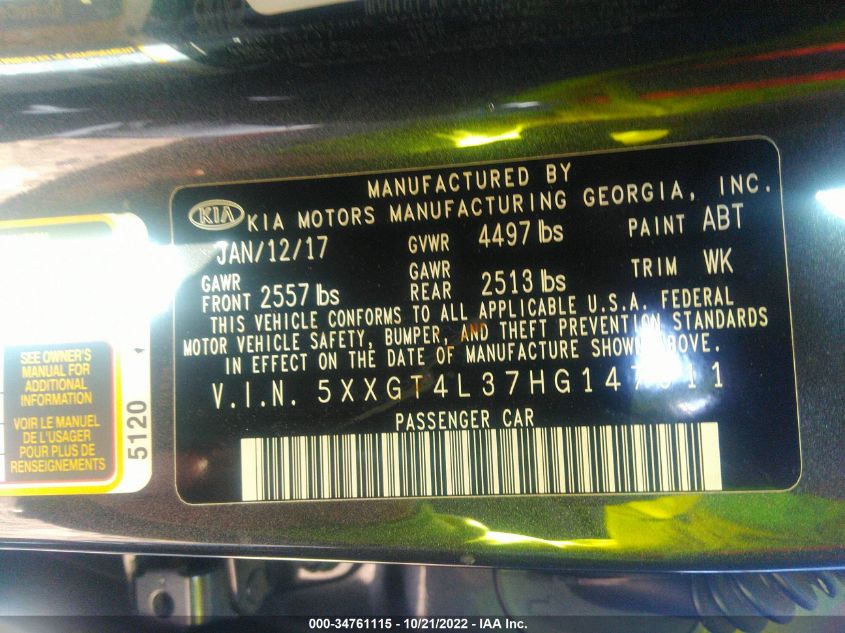 MANUFACTURED BY
KIA KIA MOTORS MANUFACTURING GEORGIA, INC.
JAN/12/17 GVWR 4497 lbs PAINT ABT
GAWR FRONT 2557 lbs GAWR REAR 2513 lbs TRIM WK
THIS VEHICLE CONFORMS TO ALL APPLICABLE U.S.A. FEDERAL
MOTOR VEHICLE SAFETY, BUMPER, AND THEFT PREVENTION STANDARDS
IN EFFECT ON THE DATE OF MANUFACTURE SHOWN ABOVE.
V.I.N.
PASSENGER CAR
SEE OWNER'S
MANUAL FOR
ADDITIONAL
INFORMATION
VOIR LE MANUEL
DE L'USAGER
POUR PLUS DE
RENSEIGNEMENTS
5120
000-34761115 - 10/21/2022 - IAA Inc.